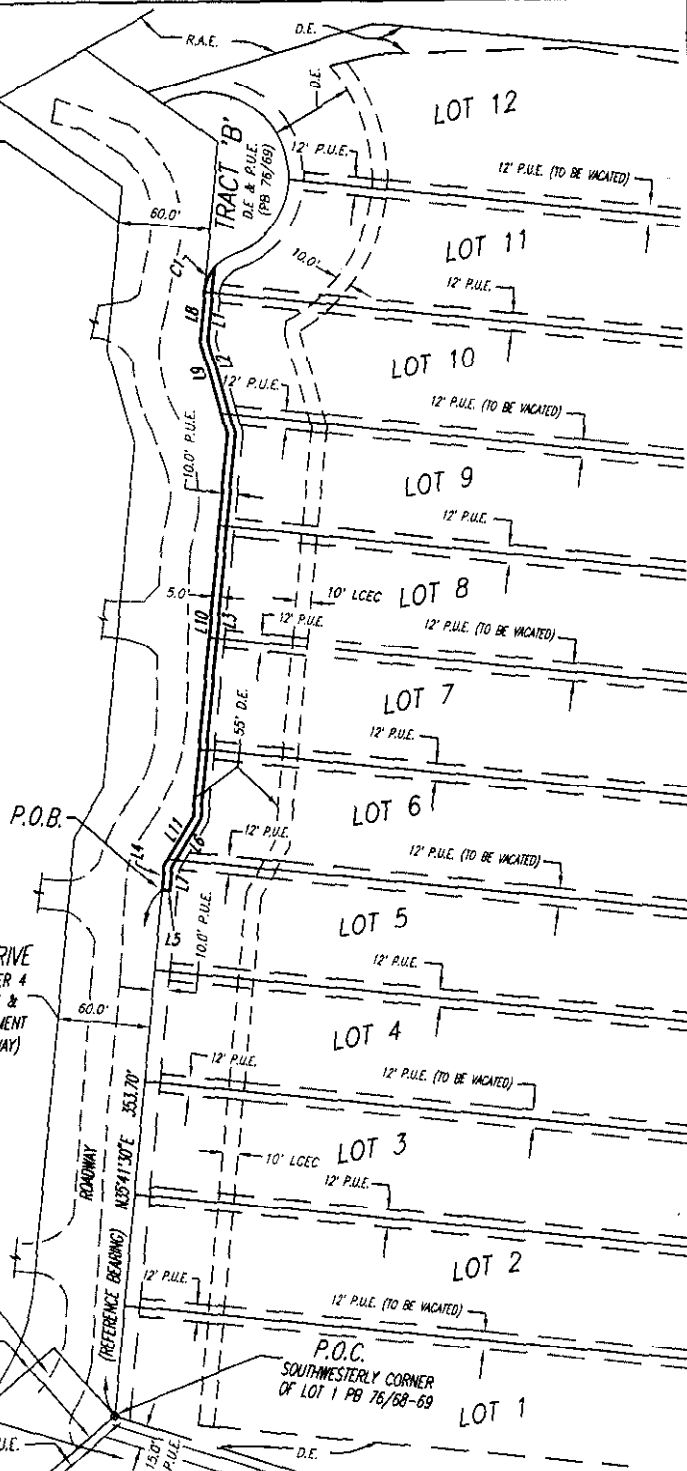 D.E.
R.A.E.
D.E.
LOT 12
TRACT "B"
D.E & P.U.E.
(PB 76/69)
12' P.U.E.
12' P.U.E. (TO BE VACATED)
60.0'
LOT 11
C1
10.0'
12' P.U.E.
L8
L1
LOT 10
L9
L2
12' P.U.E.
12' P.U.E. (TO BE VACATED)
10.0' P.U.E.
LOT 9
12' P.U.E.
5.0'
10' LCEC
LOT 8
L10
L3
12' P.U.E.
12' P.U.E. (TO BE VACATED)
LOT 7
55' D.E.
12' P.U.E.
P.O.B.
LOT 6
L4
L11
L6
12' P.U.E.
12' P.U.E. (TO BE VACATED)
L7
L5
10.0' P.U.E.
LOT 5
RIVE
ER 4
&
MENT
AY)
12' P.U.E.
60.0'
LOT 4
12' P.U.E.
12' P.U.E. (TO BE VACATED)
ROADWAY
N35°41'30"E 353.70'
(REFERENCE BEARING)
10' LCEC
LOT 3
12' P.U.E.
LOT 2
12' P.U.E.
12' P.U.E. (TO BE VACATED)
P.O.C.
SOUTHWESTERLY CORNER
OF LOT 1 PB 76/68-69
LOT 1
U.E.
15.0'
P.U.E.
D.E.